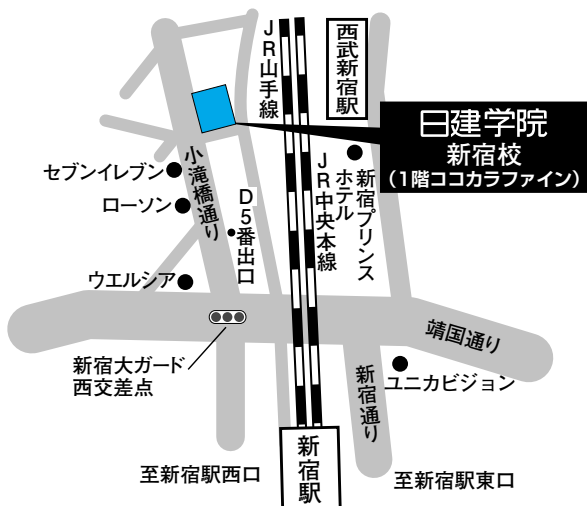 JR山手線
西武新宿駅
日建学院
新宿校
(1階ココカラファイン)
セブンイレブン
ローソン
小滝橋通り
D5番出口
JR中央本線
新宿プリンス
ホテル
ウエルシア
靖国通り
新宿大ガード
西交差点
新宿通り
ユニカビジョン
新宿駅
至新宿駅西口
至新宿駅東口